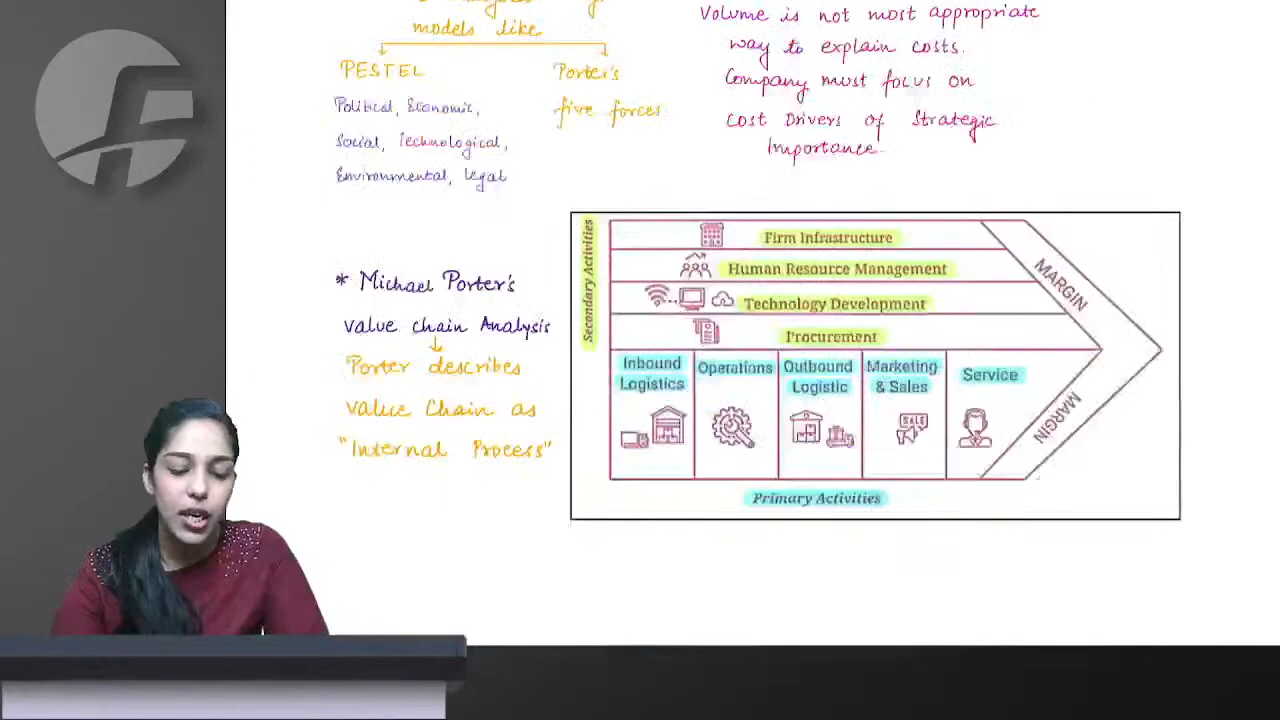 models like
PESTEL
Political, Economic,
Social, Technological,
Environmental, Legal
Porter's
five forces
Volume is not most appropriate
way to explain costs.
Company must focus on
Cost Drivers of Strategic
Importance.
* Michael Porter's
value chain Analysis
Porter describes
value Chain as
"Internal Process"
Secondary Activities
Firm Infrastructure
Human Resource Management
Technology Development
Procurement
MARGIN
Inbound
Logistics
Operations
Outbound
Logistic
Marketing
& Sales
SALE
Service
MARGIN
Primary Activities